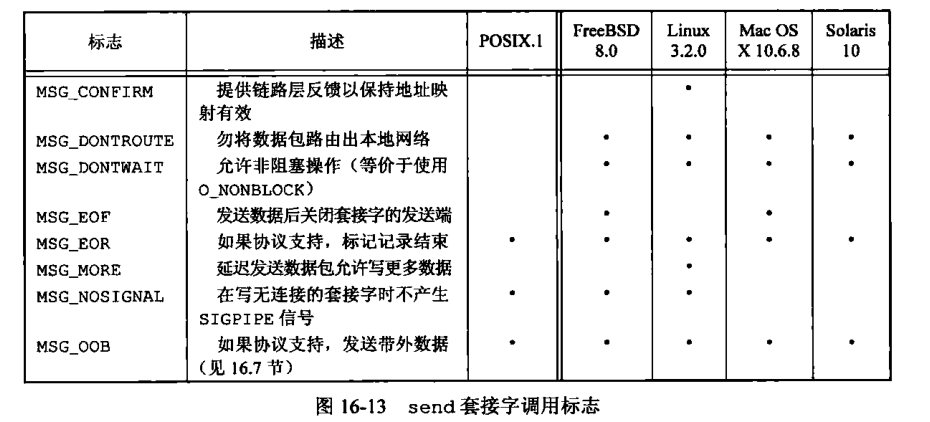 标志 描述 POSIX.1 FreeBSD 8.0 Linux 3.2.0 Mac OS X 10.6.8 Solaris 10
MSG_CONFIRM 提供链路层反馈以保持地址映 •
射有效
MSG_DONTROUTE 勿将数据包路由出本地网络 • • • •
MSG_DONTWAIT 允许非阻塞操作（等价于使用 • • • •
O_NONBLOCK）
MSG_EOF 发送数据后关闭套接字的发送端 • •
MSG_EOR 如果协议支持，标记记录结束 • • • • •
MSG_MORE 延迟发送数据包允许写更多数据 •
MSG_NOSIGNAL 在写无连接的套接字时不产生 • • •
SIGPIPE 信号
MSG_OOB 如果协议支持，发送带外数据 • • • • •
（见 16.7 节）
图 16-13 send 套接字调用标志